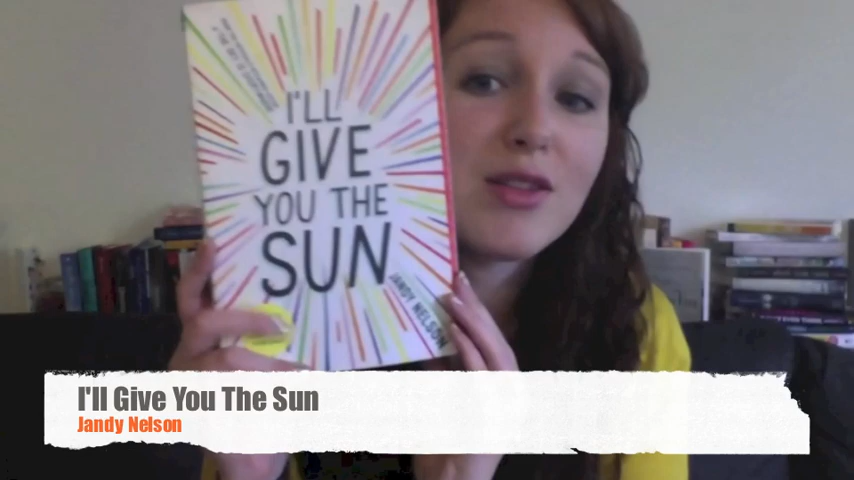 I'LL
GIVE
YOU THE
SUN
JANDY NELSON
I'll Give You The Sun
Jandy Nelson